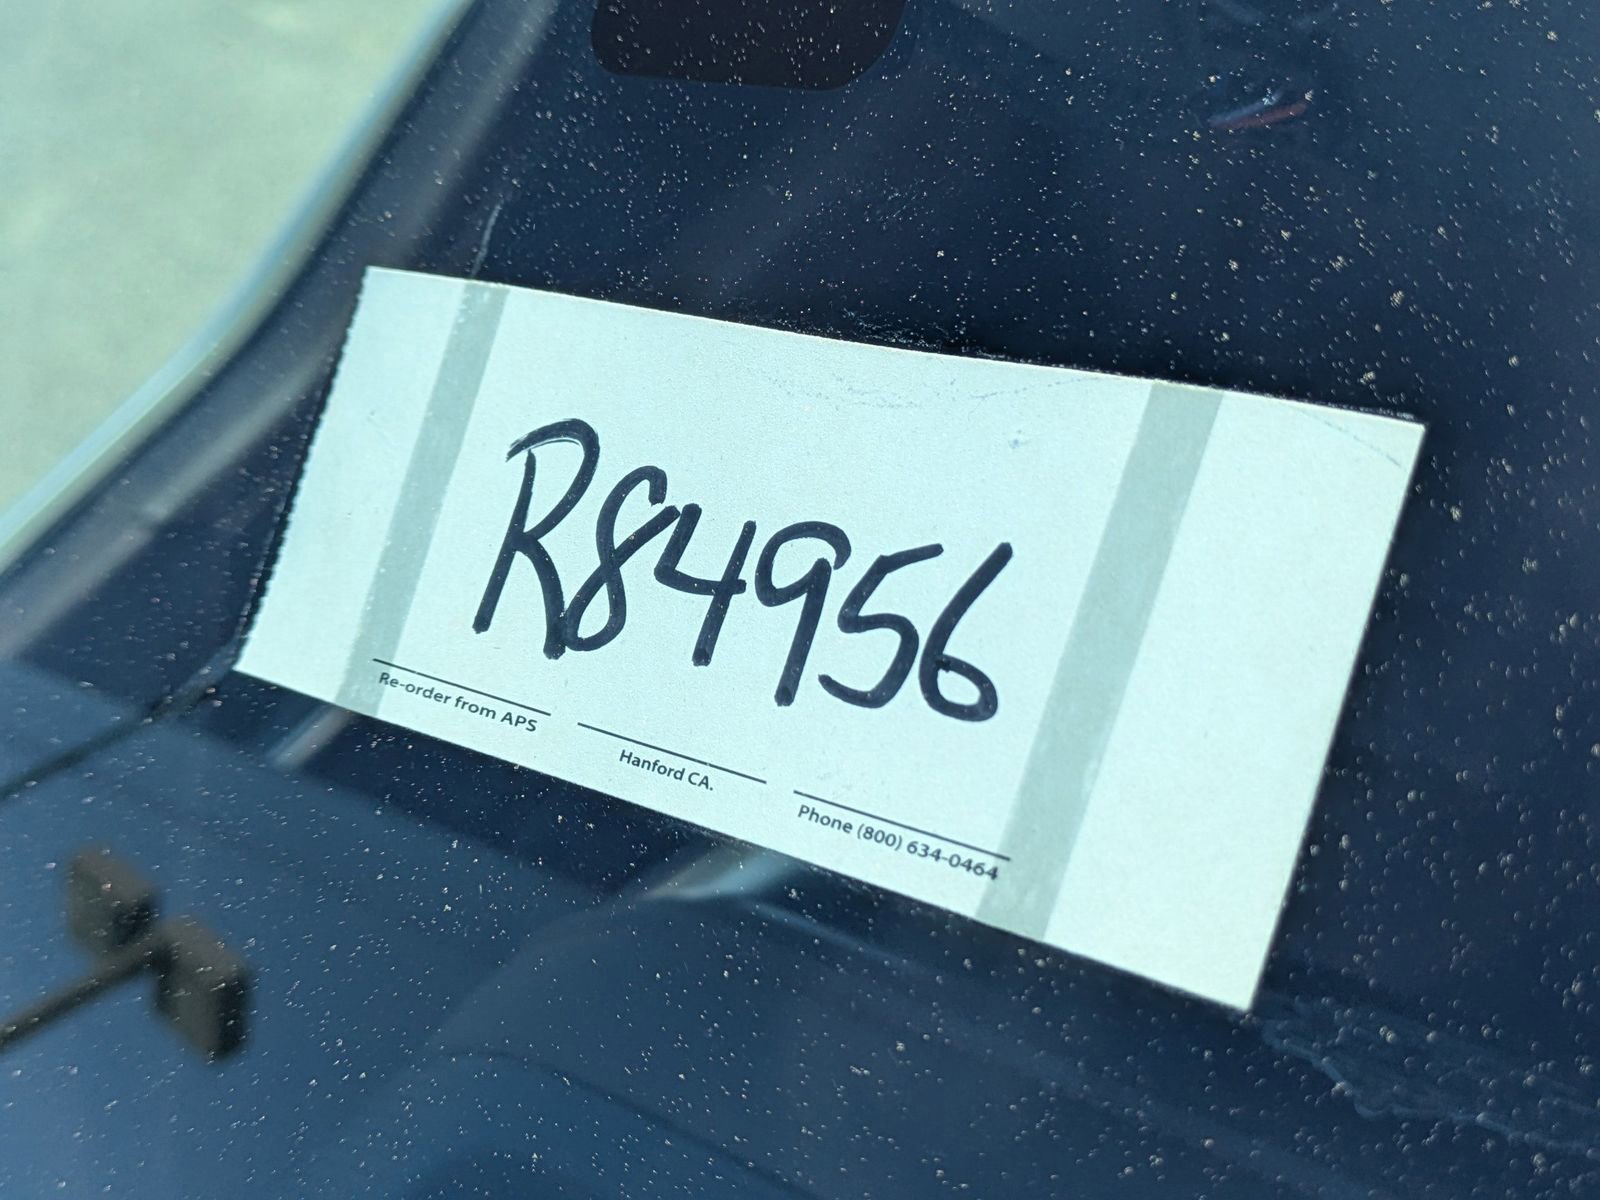 R84956
Re-order from APS
Hanford CA.
Phone (800) 634-0464